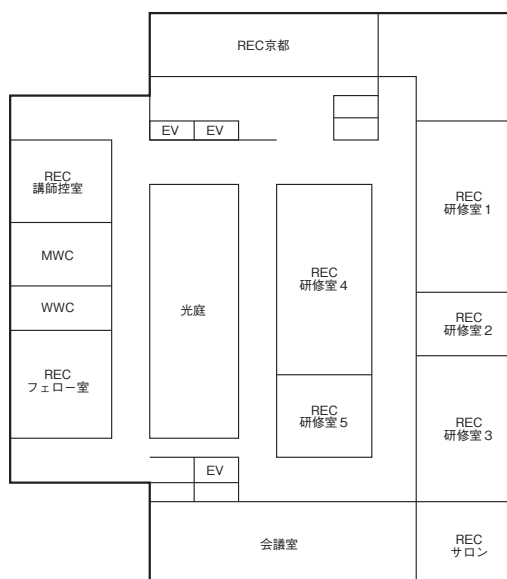 REC京都
EV
EV
REC
講師控室
MWC
WWC
REC
フェロー室
光庭
REC
研修室4
REC
研修室5
REC
研修室1
REC
研修室2
REC
研修室3
EV
会議室
REC
サロン